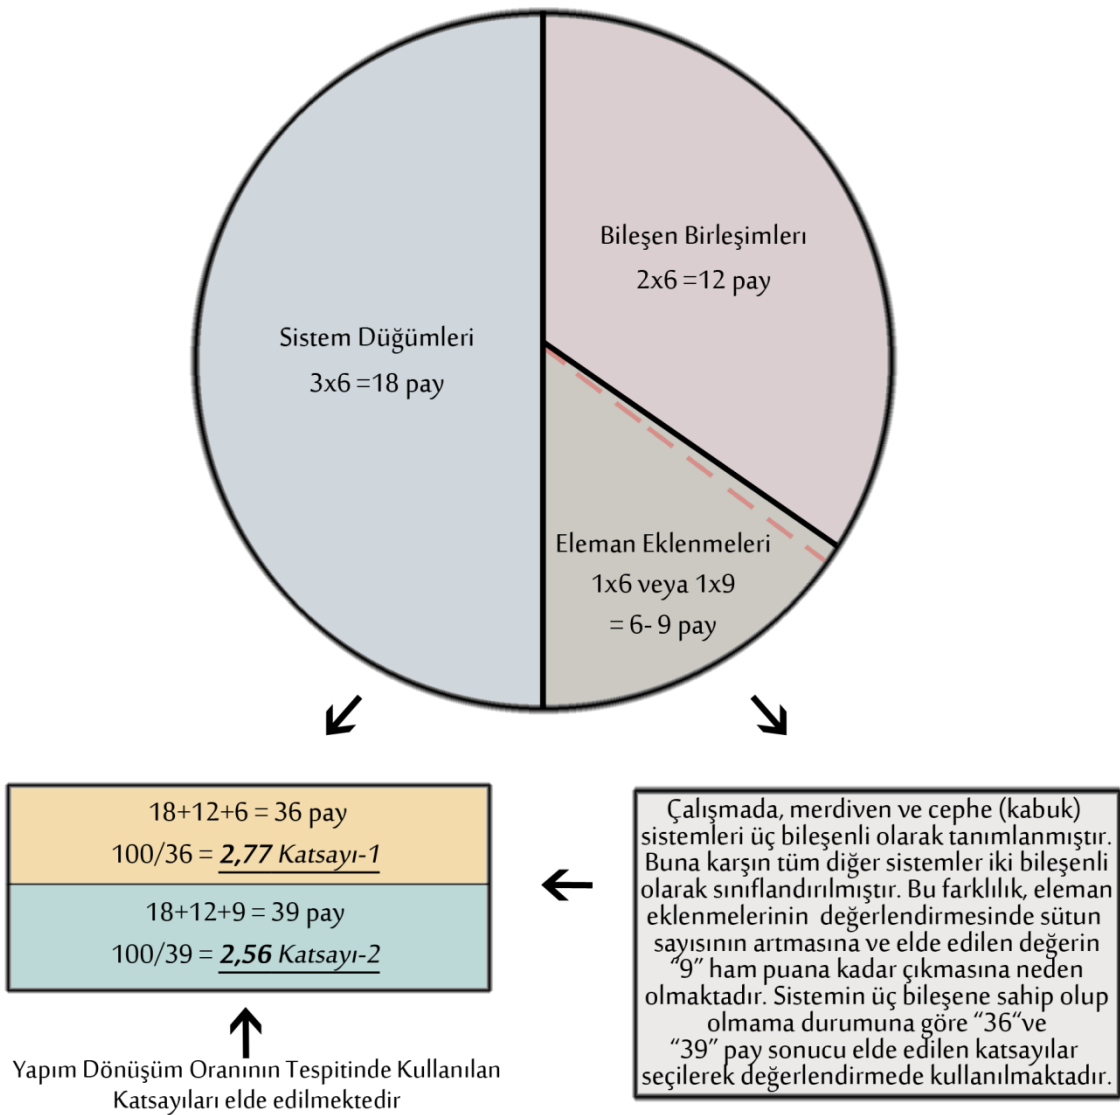 Bileşen Birleşimlerı
2x6 =12 pay
Sistem Düğümleri
3x6 =18 pay
Eleman Eklenmeleri
1x6 veya 1x9
= 6- 9 pay
18+12+6 = 36 pay
100/36 = 2,77 Katsayı-1
18+12+9 = 39 pay
100/39 = 2,56 Katsayı-2
Yapım Dönüşüm Oranının Tespitinde Kullanılan
Katsayıları elde edilmektedir
Çalışmada, merdiven ve cephe (kabuk)
sistemleri üç bileşenli olarak tanımlanmıştır.
Buna karşın tüm diğer sistemler iki bileşenli
olarak sınıflandırılmıştır. Bu farklılık, eleman
eklenmelerinin değerlendirmesinde sütun
sayısının artmasına ve elde edilen değerin
“9” ham puana kadar çıkmasına neden
olmaktadır. Sistemin üç bileşene sahip olup
olmama durumuna göre “36“ve
“39” pay sonucu elde edilen katsayılar
seçilerek değerlendirmede kullanılmaktadır.